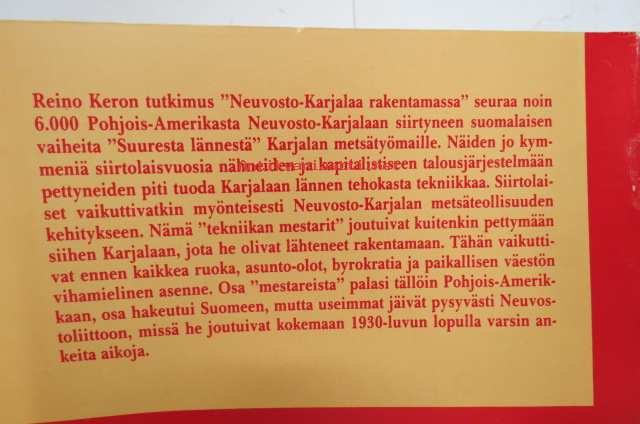 Reino Keron tutkimus ”Neuvosto-Karjalaa rakentamassa” seuraa noin
6.000 Pohjois-Amerikasta Neuvosto-Karjalaan siirtyneen suomalaisen
vaiheita ”Suuresta lännestä” Karjalan metsätyömaille. Näiden jo kym-
meniä siirtolaisvuosia nähneiden ja kapitalistiseen talousjärjestelmään
pettyneiden piti tuoda Karjalaan lännen tehokasta tekniikkaa. Siirtolai-
set vaikuttivatkin myönteisesti Neuvosto-Karjalan metsäteollisuuden
kehitykseen. Nämä ”tekniikan mestarit” joutuivat kuitenkin pettymään
siihen Karjalaan, jota he olivat lähteneet rakentamaan. Tähän vaikutti-
vat ennen kaikkea ruoka, asunto-olot, byrokratia ja paikallisen väestön
vihamielinen asenne. Osa ”mestareista” palasi tällöin Pohjois-Amerik-
kaan, osa hakeutui Suomeen, mutta useimmat jäivät pysyvästi Neuvos-
toliittoon, missä he joutuivat kokemaan 1930-luvun lopulla varsin an-
keita aikoja.